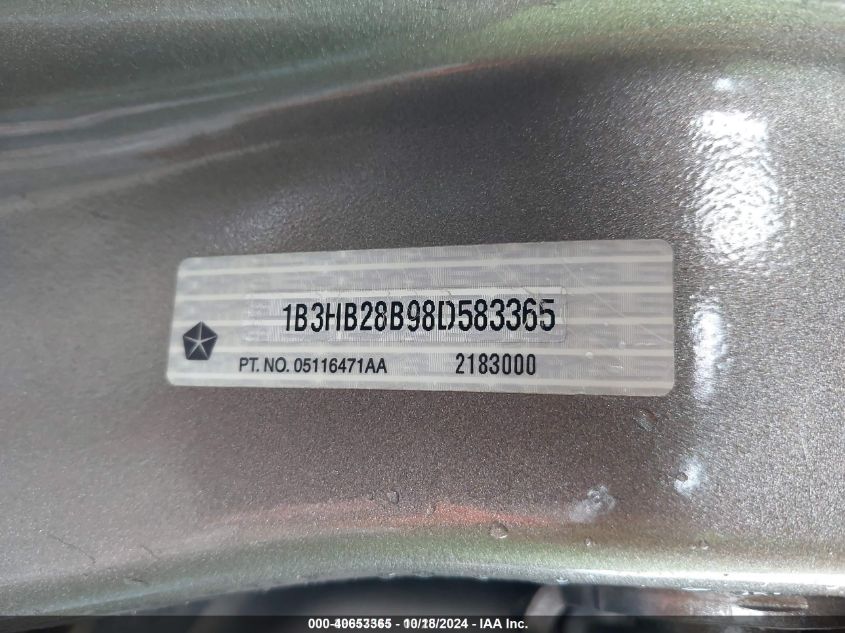 1B3HB28B98D583365
PT. NO. 05116471AA 2183000
000-40653365 - 10/18/2024 - IAA Inc.